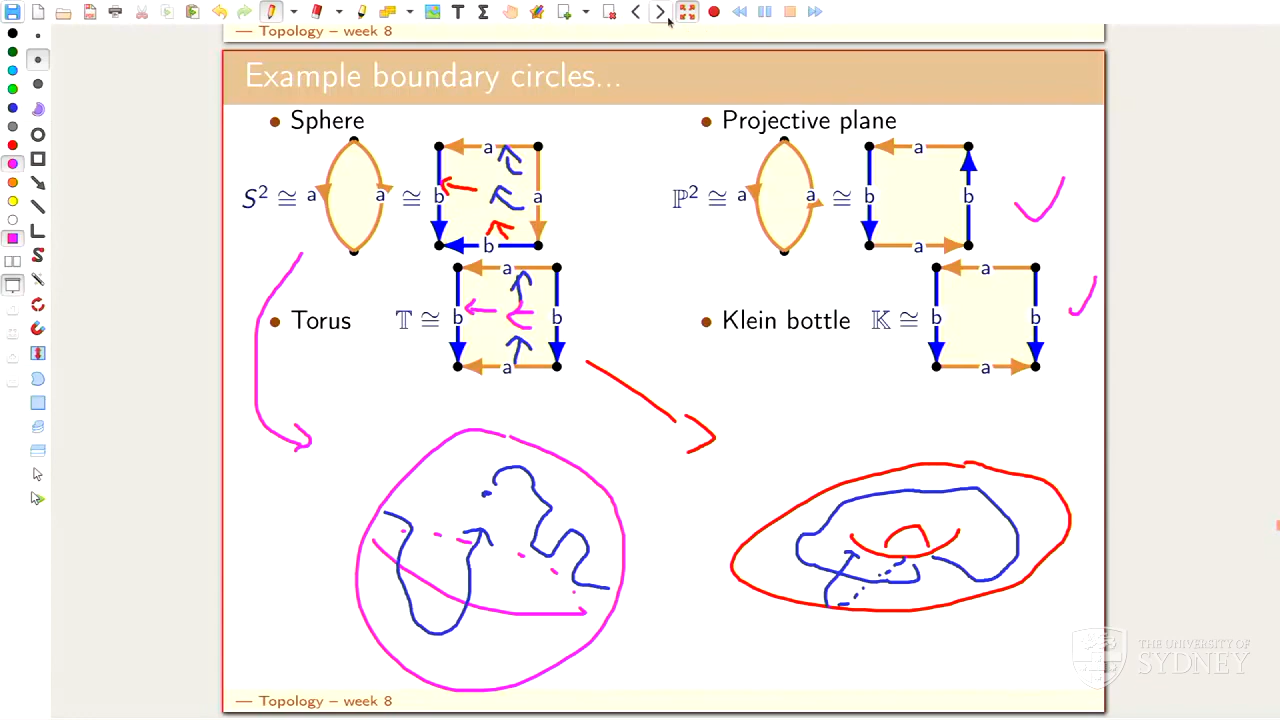 — Topology – week 8
Example boundary circles...
• Sphere
S² ≅ a a ≅ a b a b
• Torus
𝕋 ≅ a b b a
• Projective plane
ℙ² ≅ a a ≅ a b b a
• Klein bottle
𝕂 ≅ a b b a
THE UNIVERSITY OF
SYDNEY
— Topology – week 8